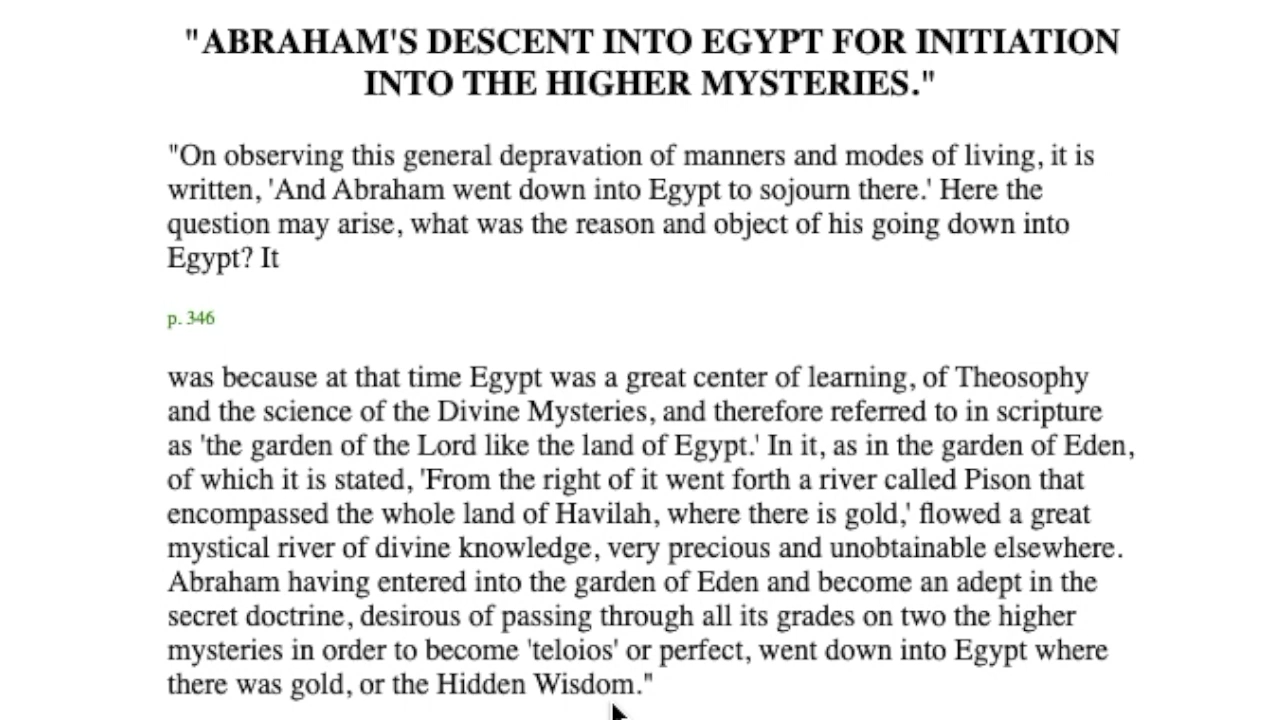 "ABRAHAM'S DESCENT INTO EGYPT FOR INITIATION
INTO THE HIGHER MYSTERIES."
"On observing this general depravation of manners and modes of living, it is
written, 'And Abraham went down into Egypt to sojourn there.' Here the
question may arise, what was the reason and object of his going down into
Egypt? It
p. 346
was because at that time Egypt was a great center of learning, of Theosophy
and the science of the Divine Mysteries, and therefore referred to in scripture
as 'the garden of the Lord like the land of Egypt.' In it, as in the garden of Eden,
of which it is stated, 'From the right of it went forth a river called Pison that
encompassed the whole land of Havilah, where there is gold,' flowed a great
mystical river of divine knowledge, very precious and unobtainable elsewhere.
Abraham having entered into the garden of Eden and become an adept in the
secret doctrine, desirous of passing through all its grades on two the higher
mysteries in order to become 'teloios' or perfect, went down into Egypt where
there was gold, or the Hidden Wisdom."